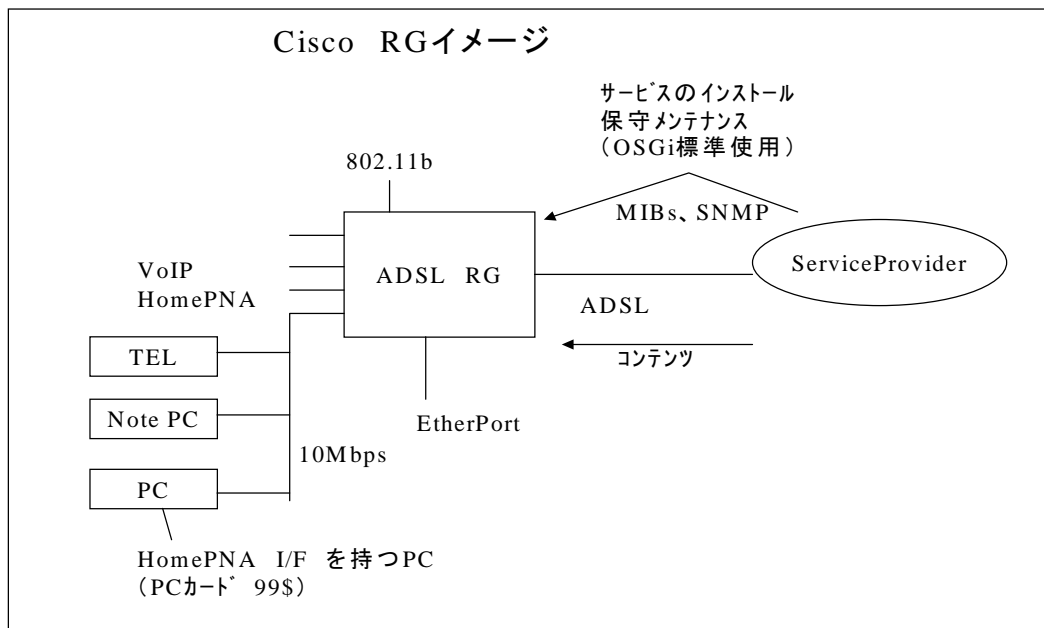 Cisco RGイメージ
サービスのインストール
保守メンテナンス
（OSGi標準使用）
802.11b
MIBs、SNMP
VoIP
HomePNA
ADSL RG
ServiceProvider
ADSL
コンテンツ
TEL
Note PC
EtherPort
10Mbps
PC
HomePNA I/F を持つPC
（PCカード 99$）